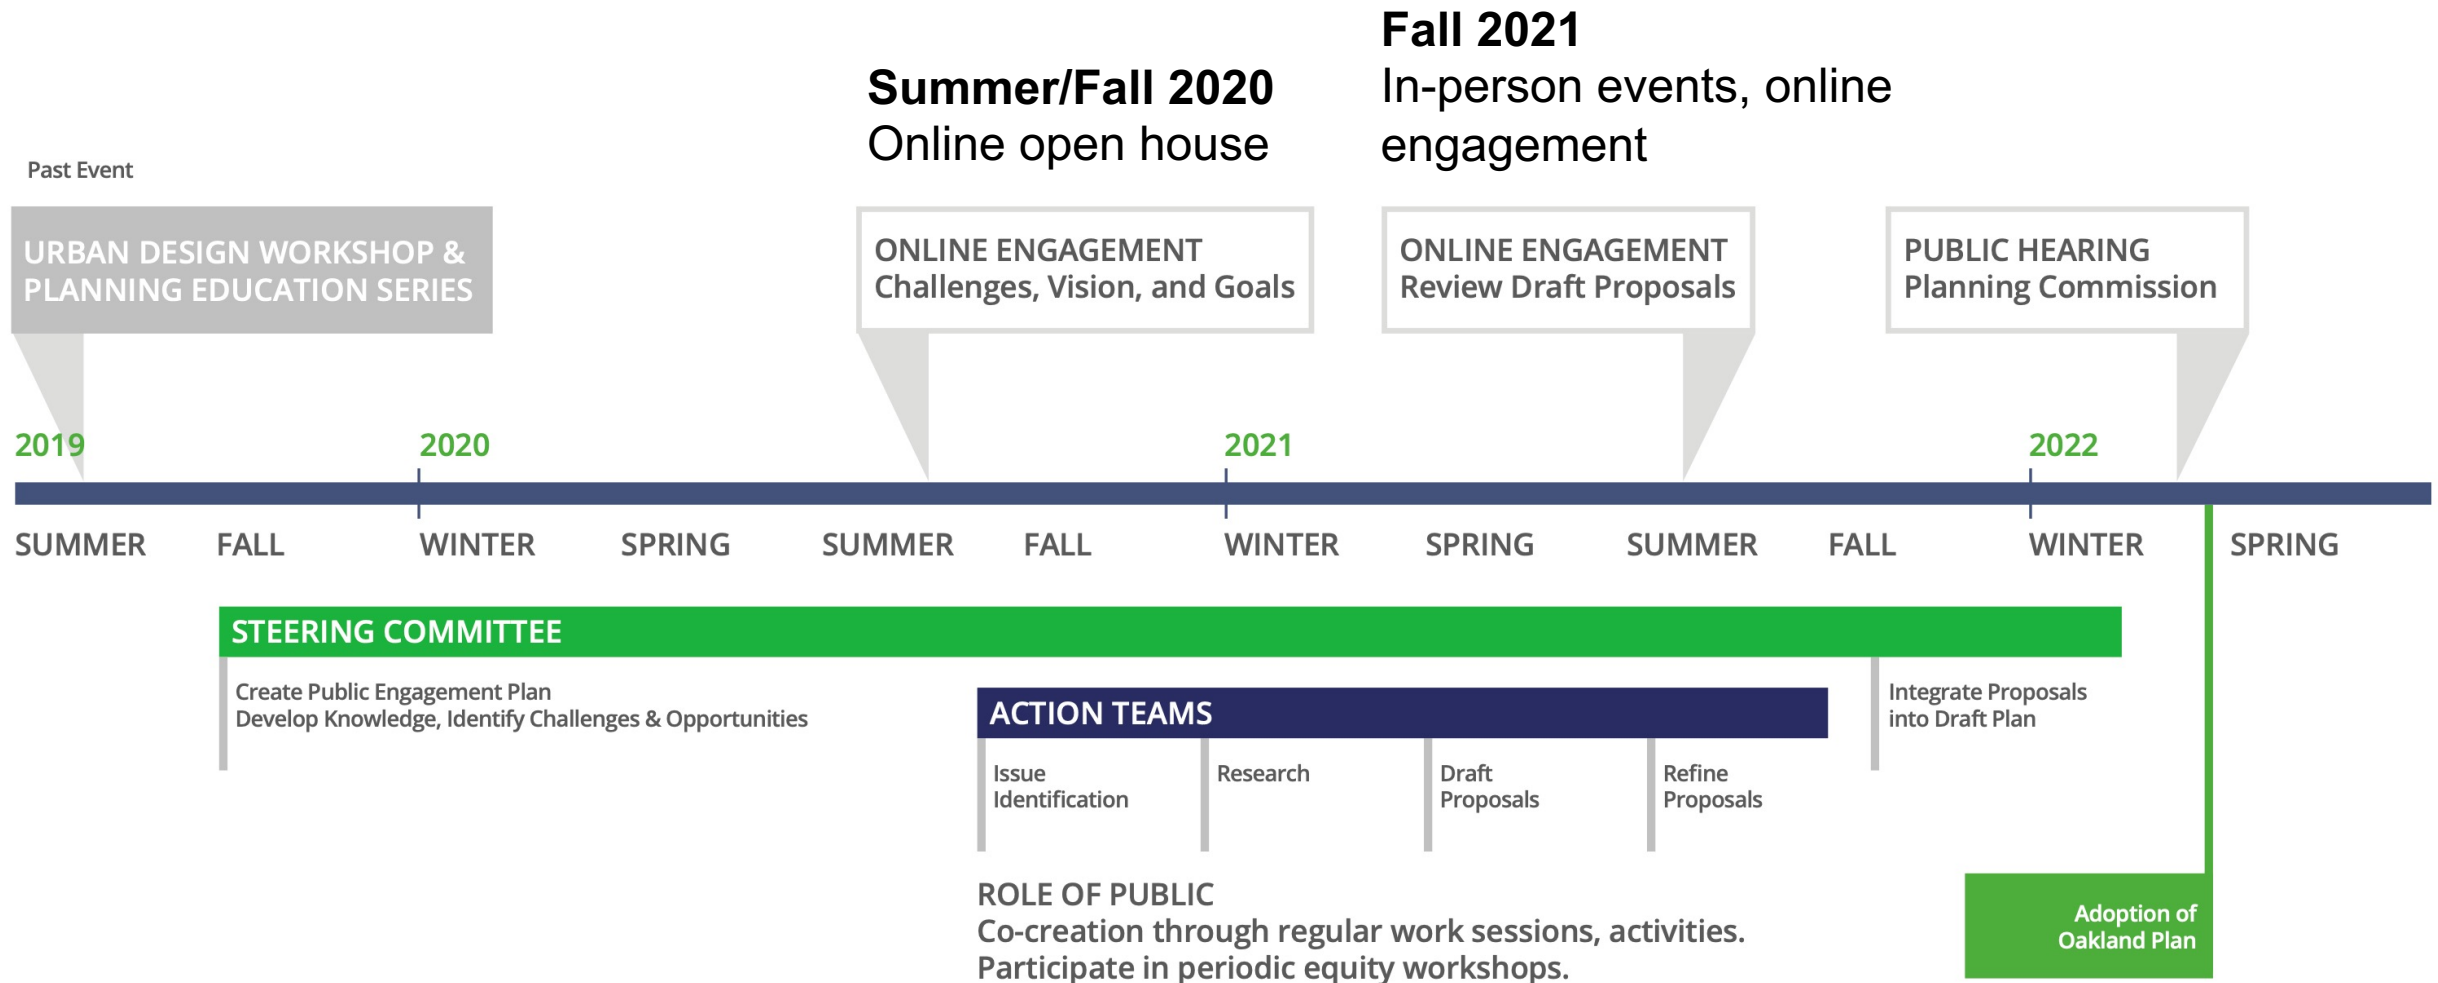 Fall 2021
In-person events, online
engagement
Summer/Fall 2020
Online open house
Past Event
URBAN DESIGN WORKSHOP &
PLANNING EDUCATION SERIES
ONLINE ENGAGEMENT
Challenges, Vision, and Goals
ONLINE ENGAGEMENT
Review Draft Proposals
PUBLIC HEARING
Planning Commission
2019
2020
2021
2022
SUMMER
FALL
WINTER
SPRING
SUMMER
FALL
WINTER
SPRING
SUMMER
FALL
WINTER
SPRING
STEERING COMMITTEE
Create Public Engagement Plan
Develop Knowledge, Identify Challenges & Opportunities
Integrate Proposals
into Draft Plan
ACTION TEAMS
Issue
Identification
Research
Draft
Proposals
Refine
Proposals
ROLE OF PUBLIC
Co-creation through regular work sessions, activities.
Participate in periodic equity workshops.
Adoption of
Oakland Plan